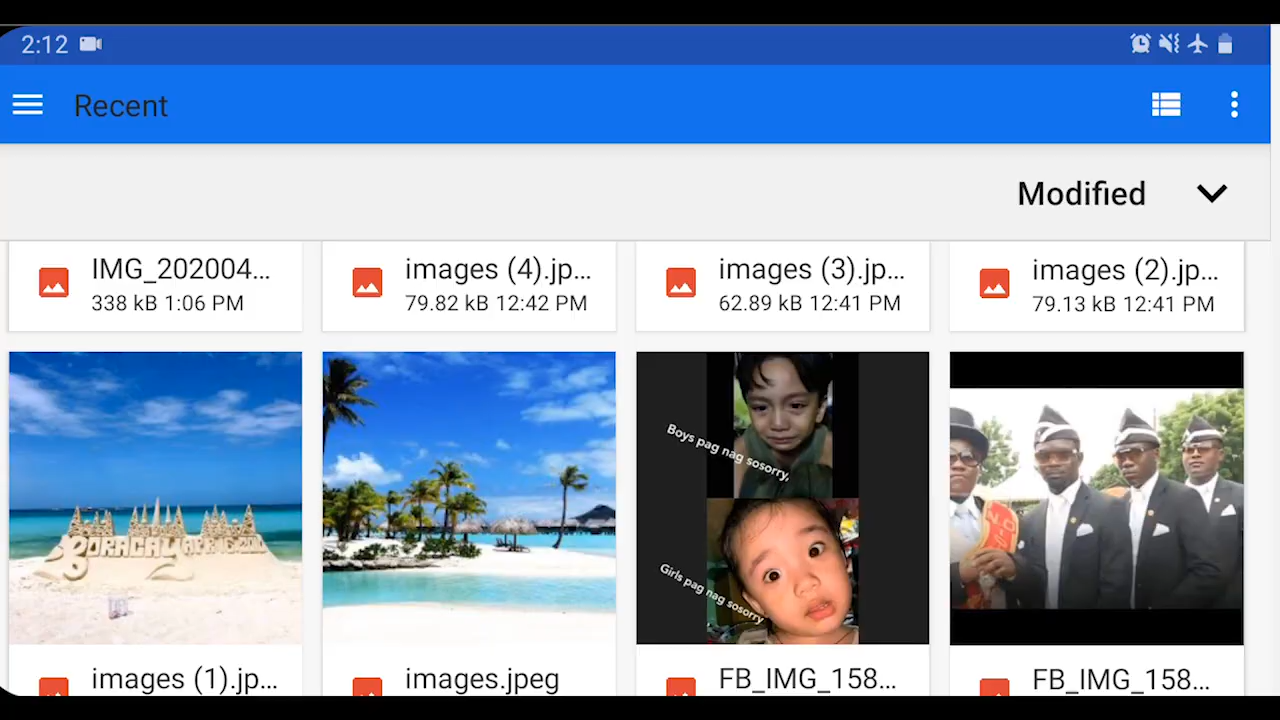 2:12
Recent
Modified
IMG_202004...
338 kB 1:06 PM
images (4).jp...
79.82 kB 12:42 PM
images (3).jp...
62.89 kB 12:41 PM
images (2).jp...
79.13 kB 12:41 PM
Boys pag nag sosorry,
Girls pag nag sosorry
images (1).jp...
images.jpeg
FB_IMG_158...
FB_IMG_158...